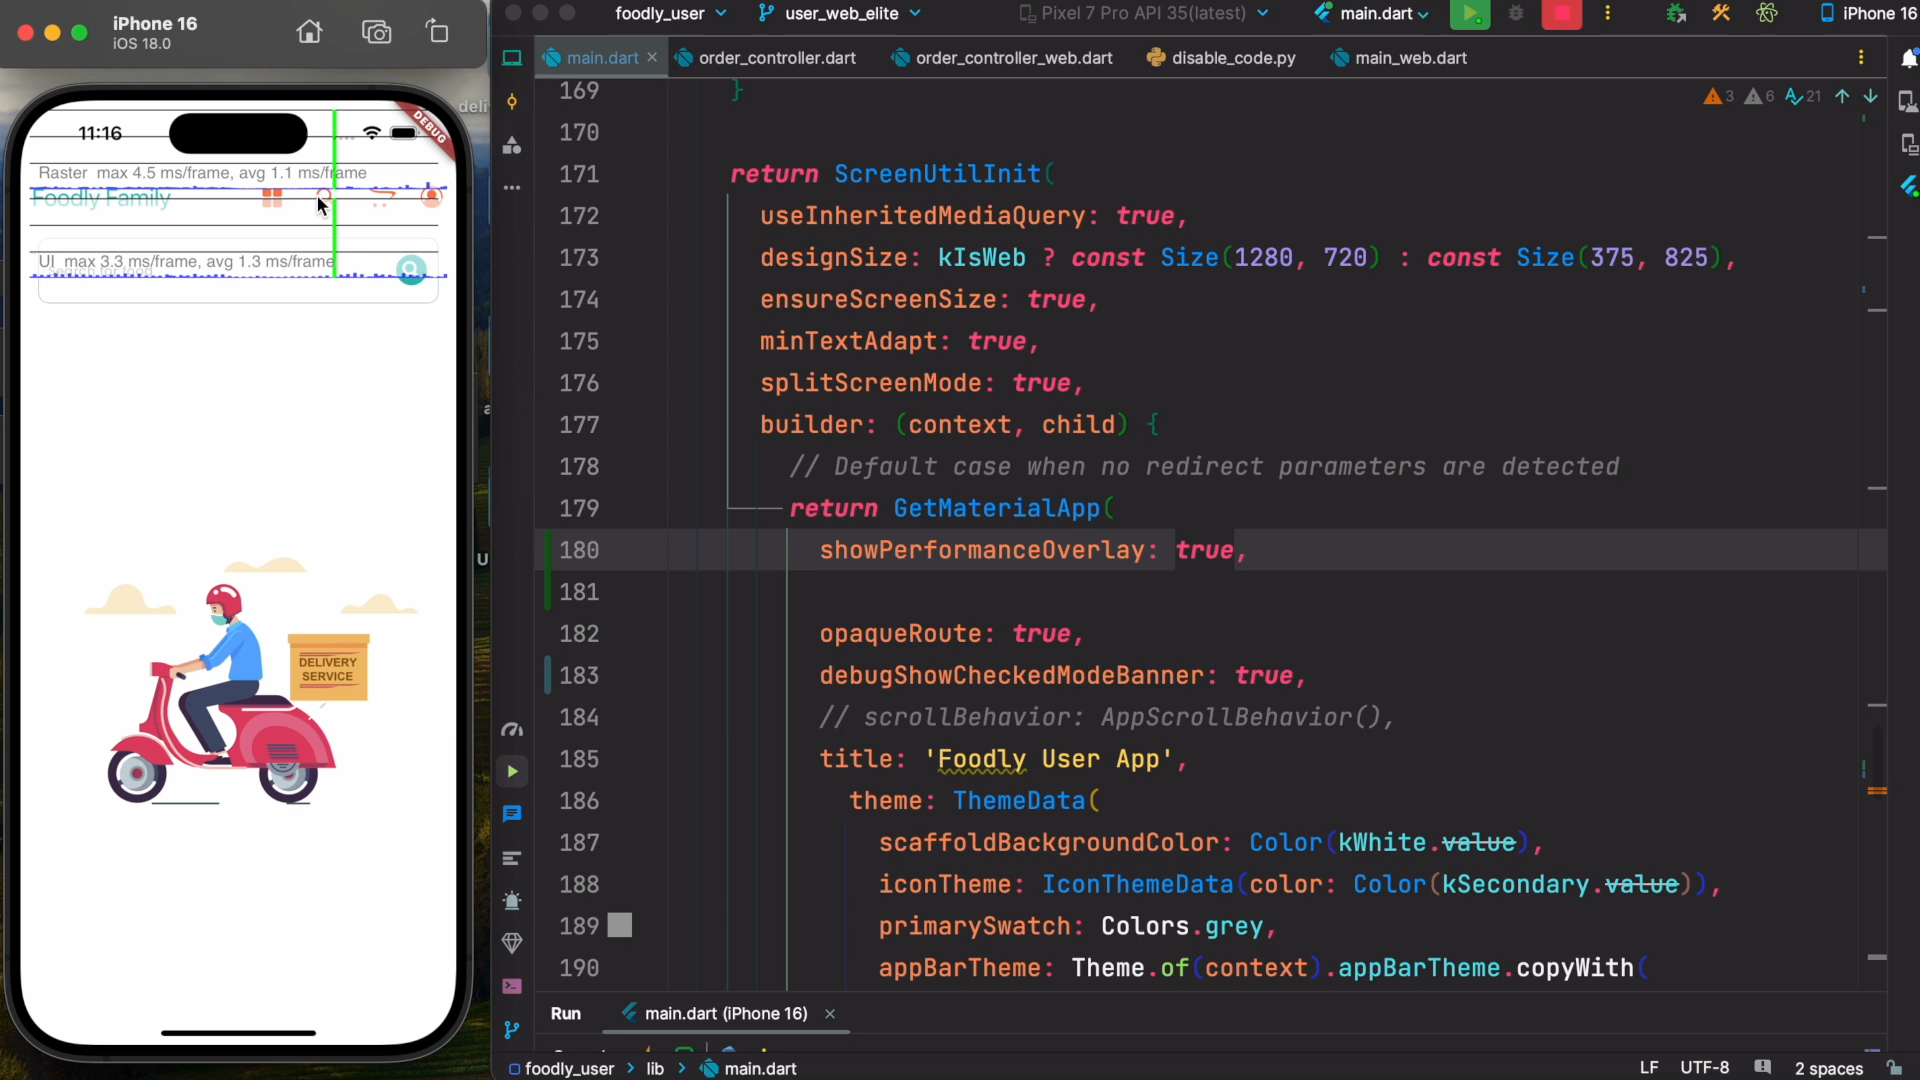 iPhone 16
iOS 18.0
11:16
DEBUG
Raster max 4.5 ms/frame, avg 1.1 ms/frame
Foodly Family
UI max 3.3 ms/frame, avg 1.3 ms/frame
Search for food
DELIVERY
SERVICE
deli
foodly_user
user_web_elite
Pixel 7 Pro API 35(latest)
main.dart
iPhone 16
main.dart
order_controller.dart
order_controller_web.dart
disable_code.py
main_web.dart
3 6 21
169 }
170
171 return ScreenUtilInit(
172 useInheritedMediaQuery: true,
173 designSize: kIsWeb ? const Size(1280, 720) : const Size(375, 825),
174 ensureScreenSize: true,
175 minTextAdapt: true,
176 splitScreenMode: true,
177 builder: (context, child) {
178 // Default case when no redirect parameters are detected
179 return GetMaterialApp(
180 showPerformanceOverlay: true,
181
182 opaqueRoute: true,
183 debugShowCheckedModeBanner: true,
184 // scrollBehavior: AppScrollBehavior(),
185 title: 'Foodly User App',
186 theme: ThemeData(
187 scaffoldBackgroundColor: Color(kWhite.value),
188 iconTheme: IconThemeData(color: Color(kSecondary.value)),
189 primarySwatch: Colors.grey,
190 appBarTheme: Theme.of(context).appBarTheme.copyWith(
Run
main.dart (iPhone 16)
foodly_user > lib > main.dart
LF UTF-8 2 spaces